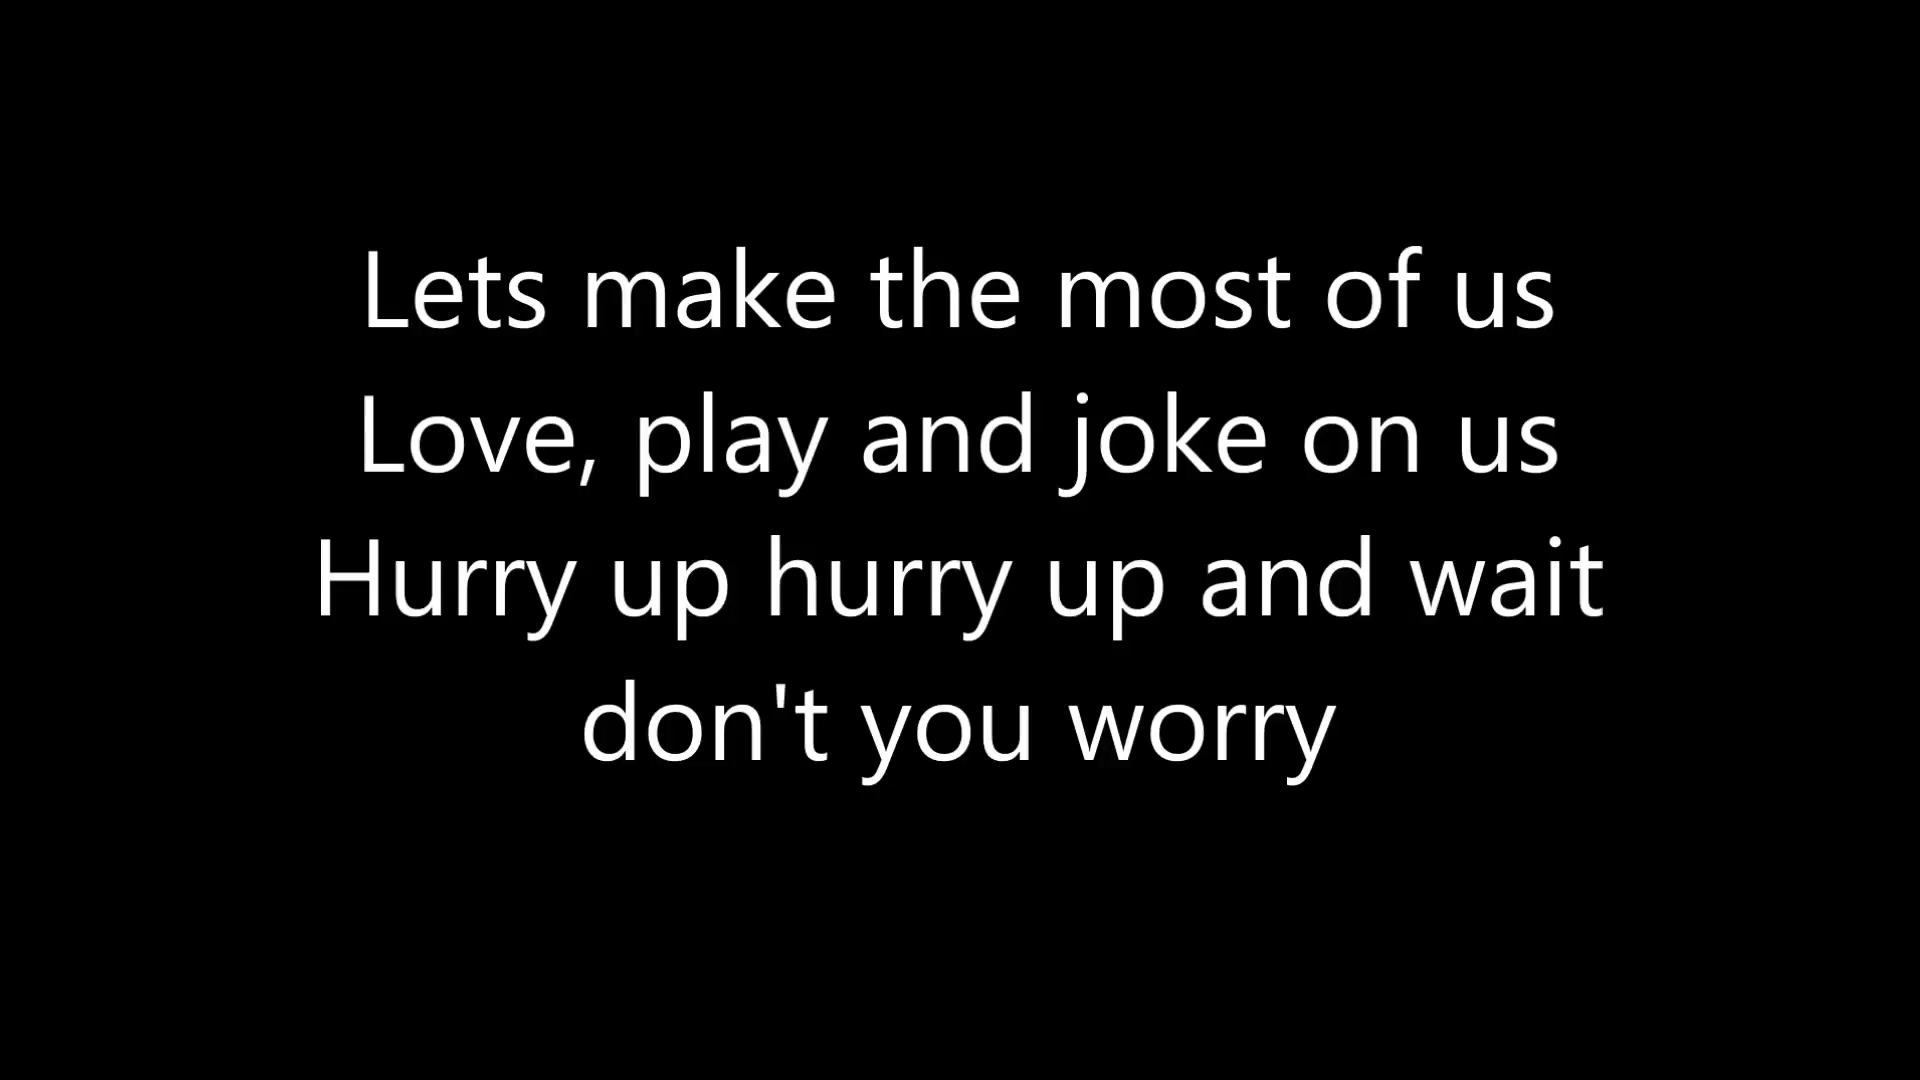 Lets make the most of us
Love, play and joke on us
Hurry up hurry up and wait
don't you worry